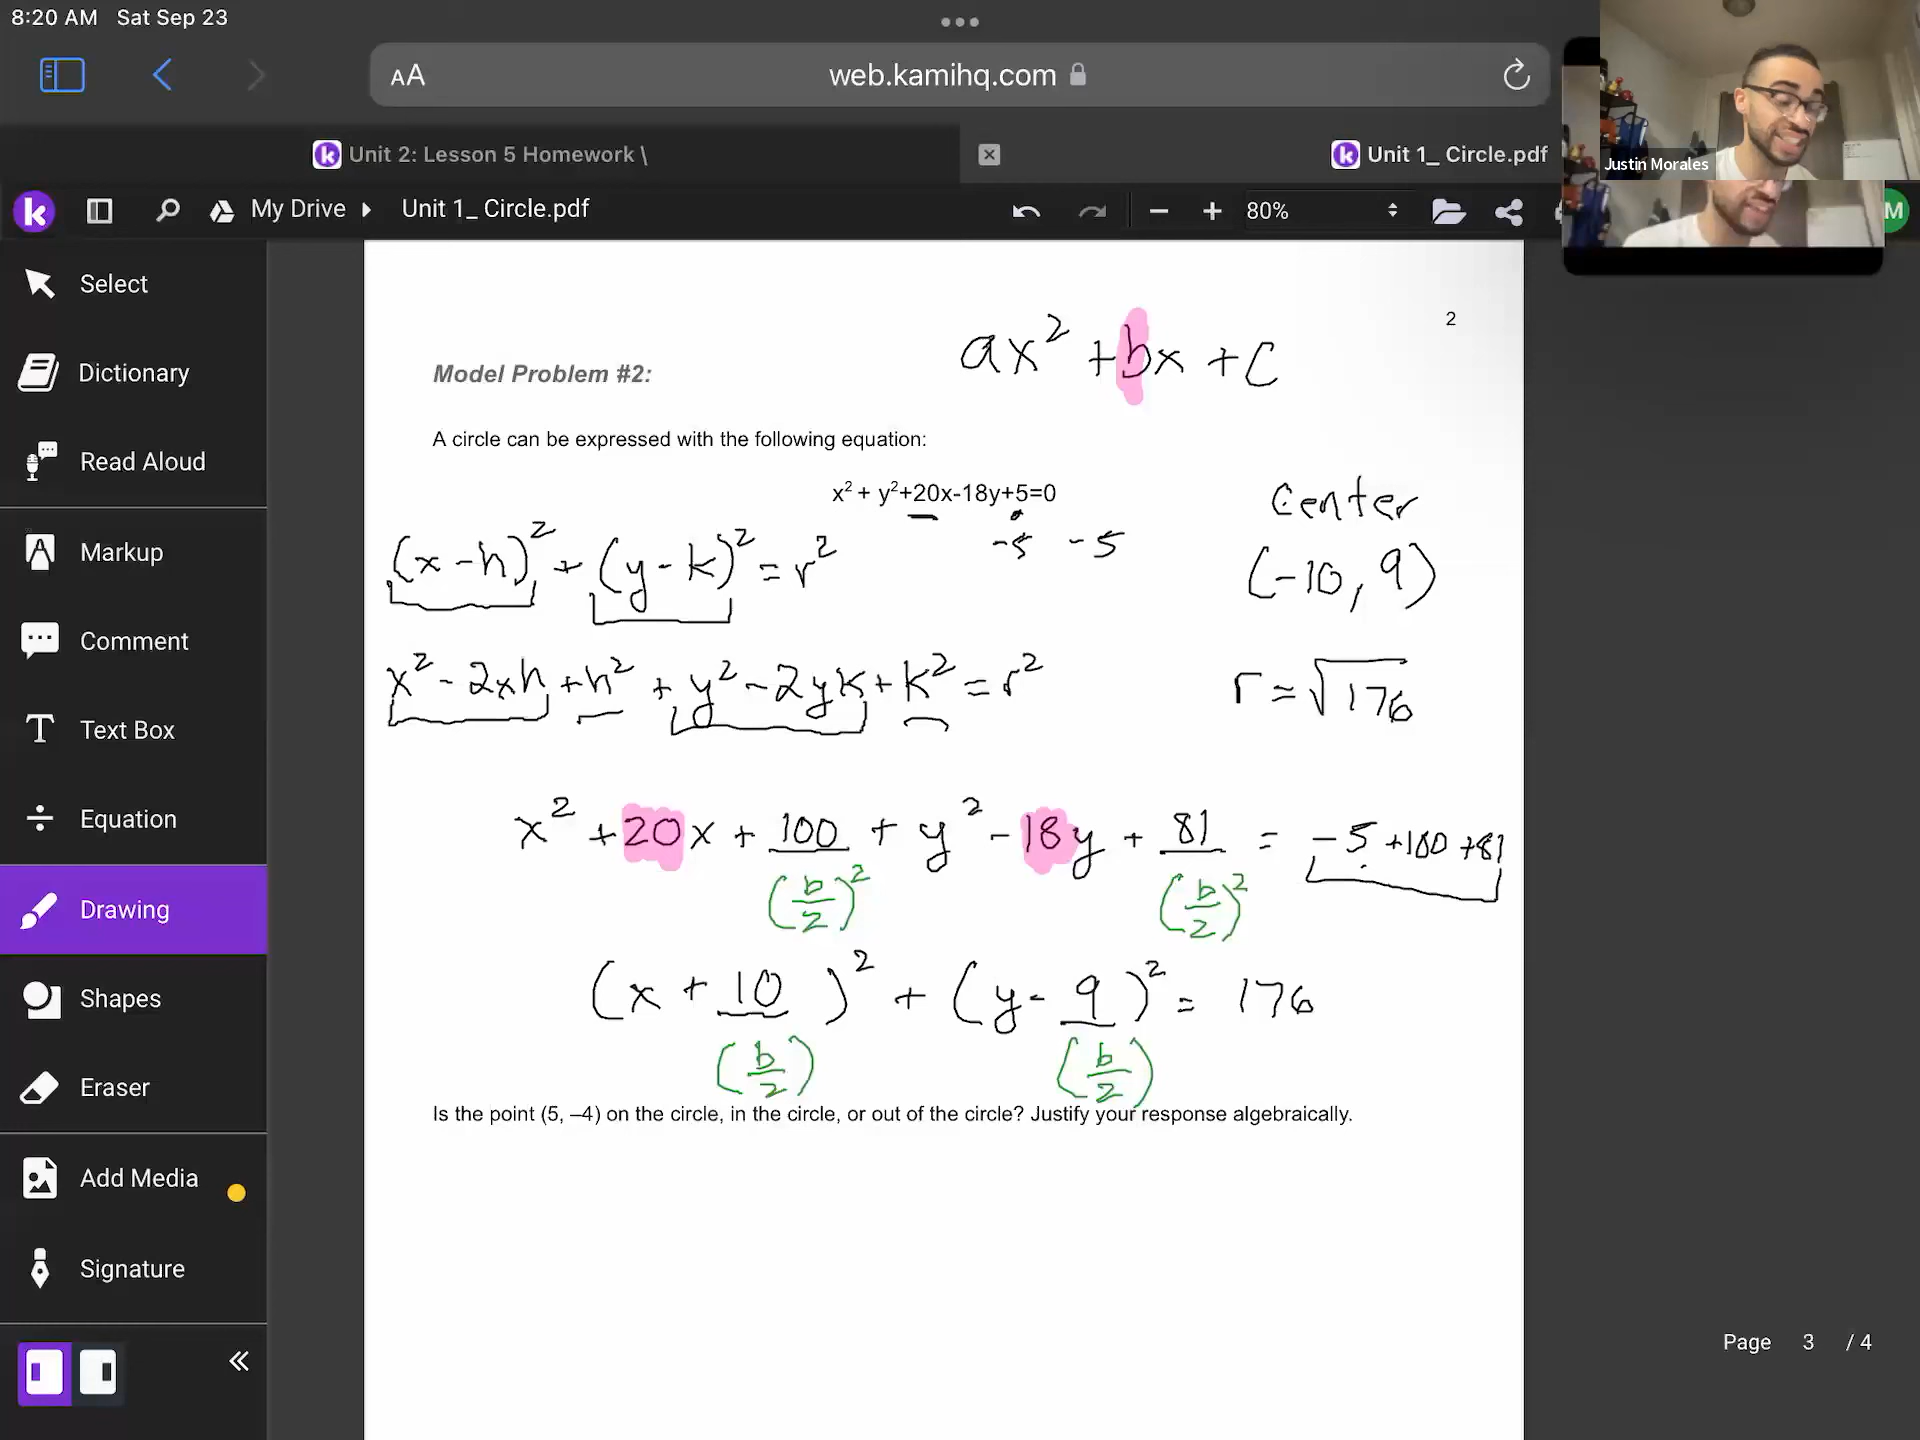 8:20 AM Sat Sep 23
AA web.kamihq.com
Unit 2: Lesson 5 Homework \
Unit 1_ Circle.pdf
Justin Morales
My Drive Unit 1_ Circle.pdf
80%
M
Select
Dictionary
Read Aloud
Markup
Comment
Text Box
Equation
Drawing
Shapes
Eraser
Add Media
Signature
2
ax² + bx + c
Model Problem #2:
A circle can be expressed with the following equation:
x² + y²+20x-18y+5=0
-5 -5
Center
(-10, 9)
(x - h)² + (y - k)² = r²
x² - 2xh + h² + y² - 2yk + k² = r²
r = √176
x² + 20x + 100 + y² - 18y + 81 = -5 + 100 + 81
(b/2)² (b/2)²
(x + 10)² + (y - 9)² = 176
(b/2) (b/2)
Is the point (5, –4) on the circle, in the circle, or out of the circle? Justify your response algebraically.
Page 3 / 4